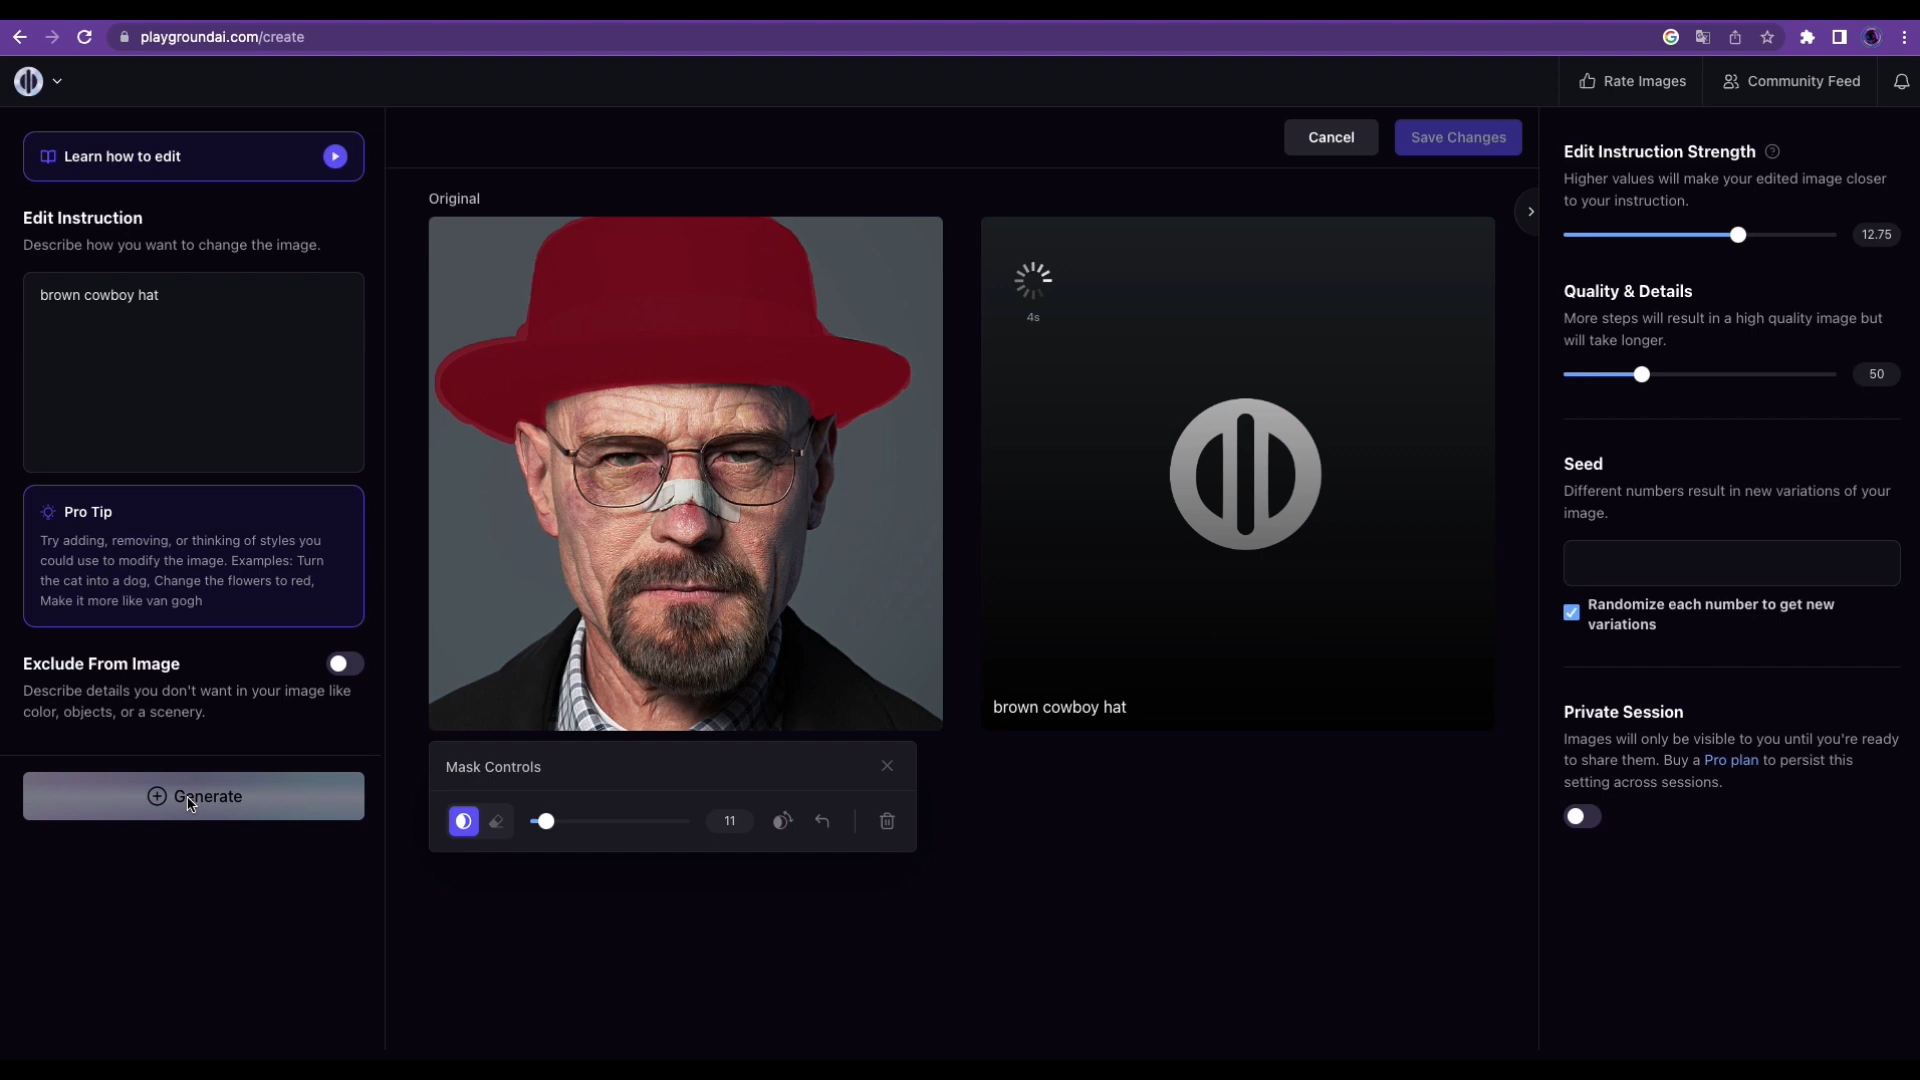 playgroundai.com/create
Rate Images
Community Feed
Learn how to edit
Cancel
Save Changes
Edit Instruction
Describe how you want to change the image.
brown cowboy hat
Pro Tip
Try adding, removing, or thinking of styles you
could use to modify the image. Examples: Turn
the cat into a dog, Change the flowers to red,
Make it more like van gogh
Exclude From Image
Describe details you don't want in your image like
color, objects, or a scenery.
Generate
Original
4s
brown cowboy hat
Mask Controls
11
Edit Instruction Strength
Higher values will make your edited image closer
to your instruction.
12.75
Quality & Details
More steps will result in a high quality image but
will take longer.
50
Seed
Different numbers result in new variations of your
image.
Randomize each number to get new
variations
Private Session
Images will only be visible to you until you're ready
to share them. Buy a Pro plan to persist this
setting across sessions.